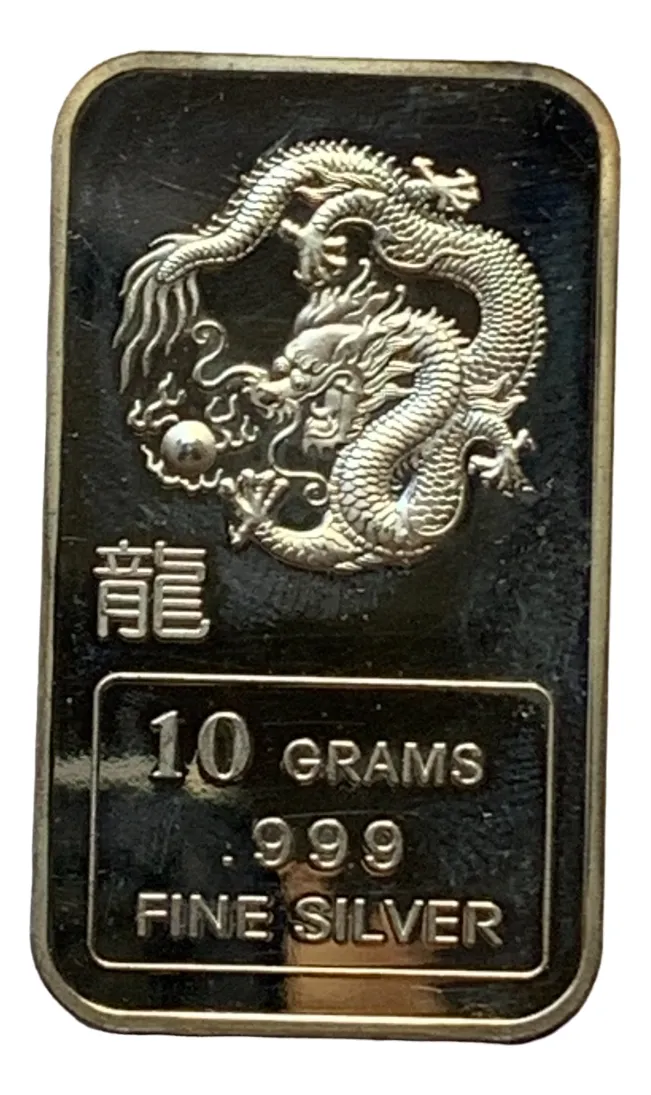 龍
10 GRAMS
.999
FINE SILVER